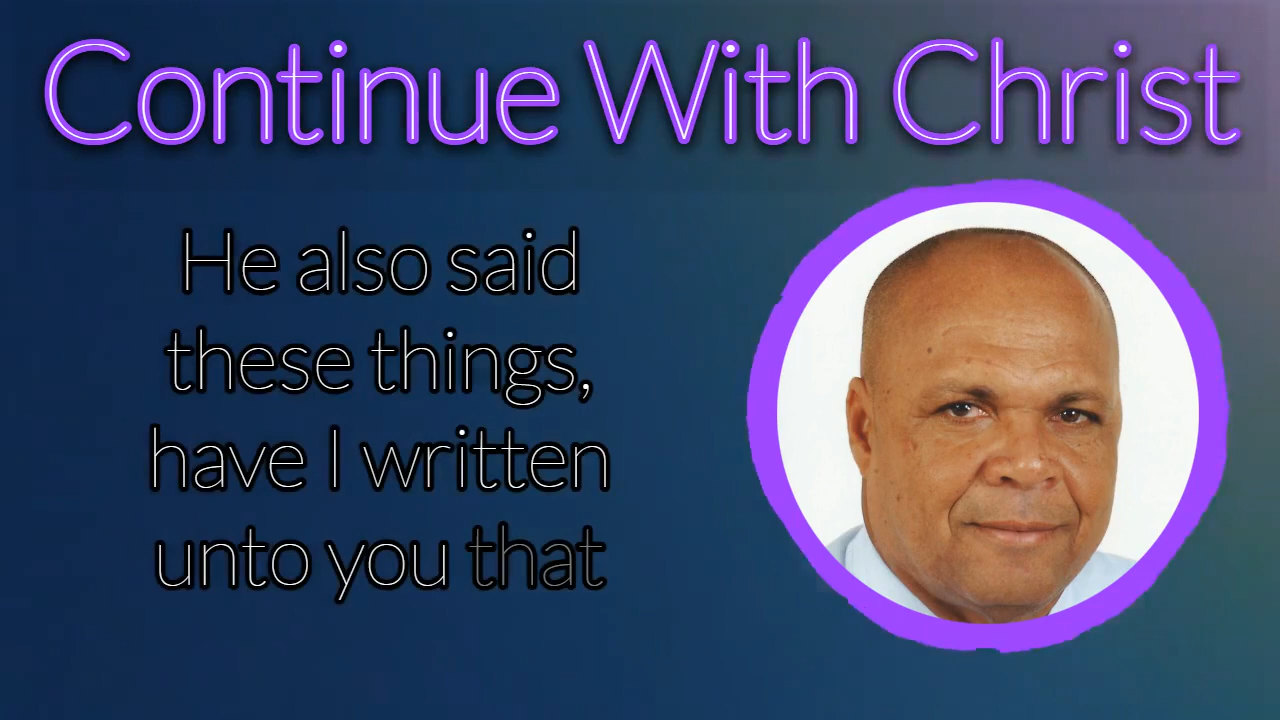 Continue With Christ
He also said
these things,
have I written
unto you that